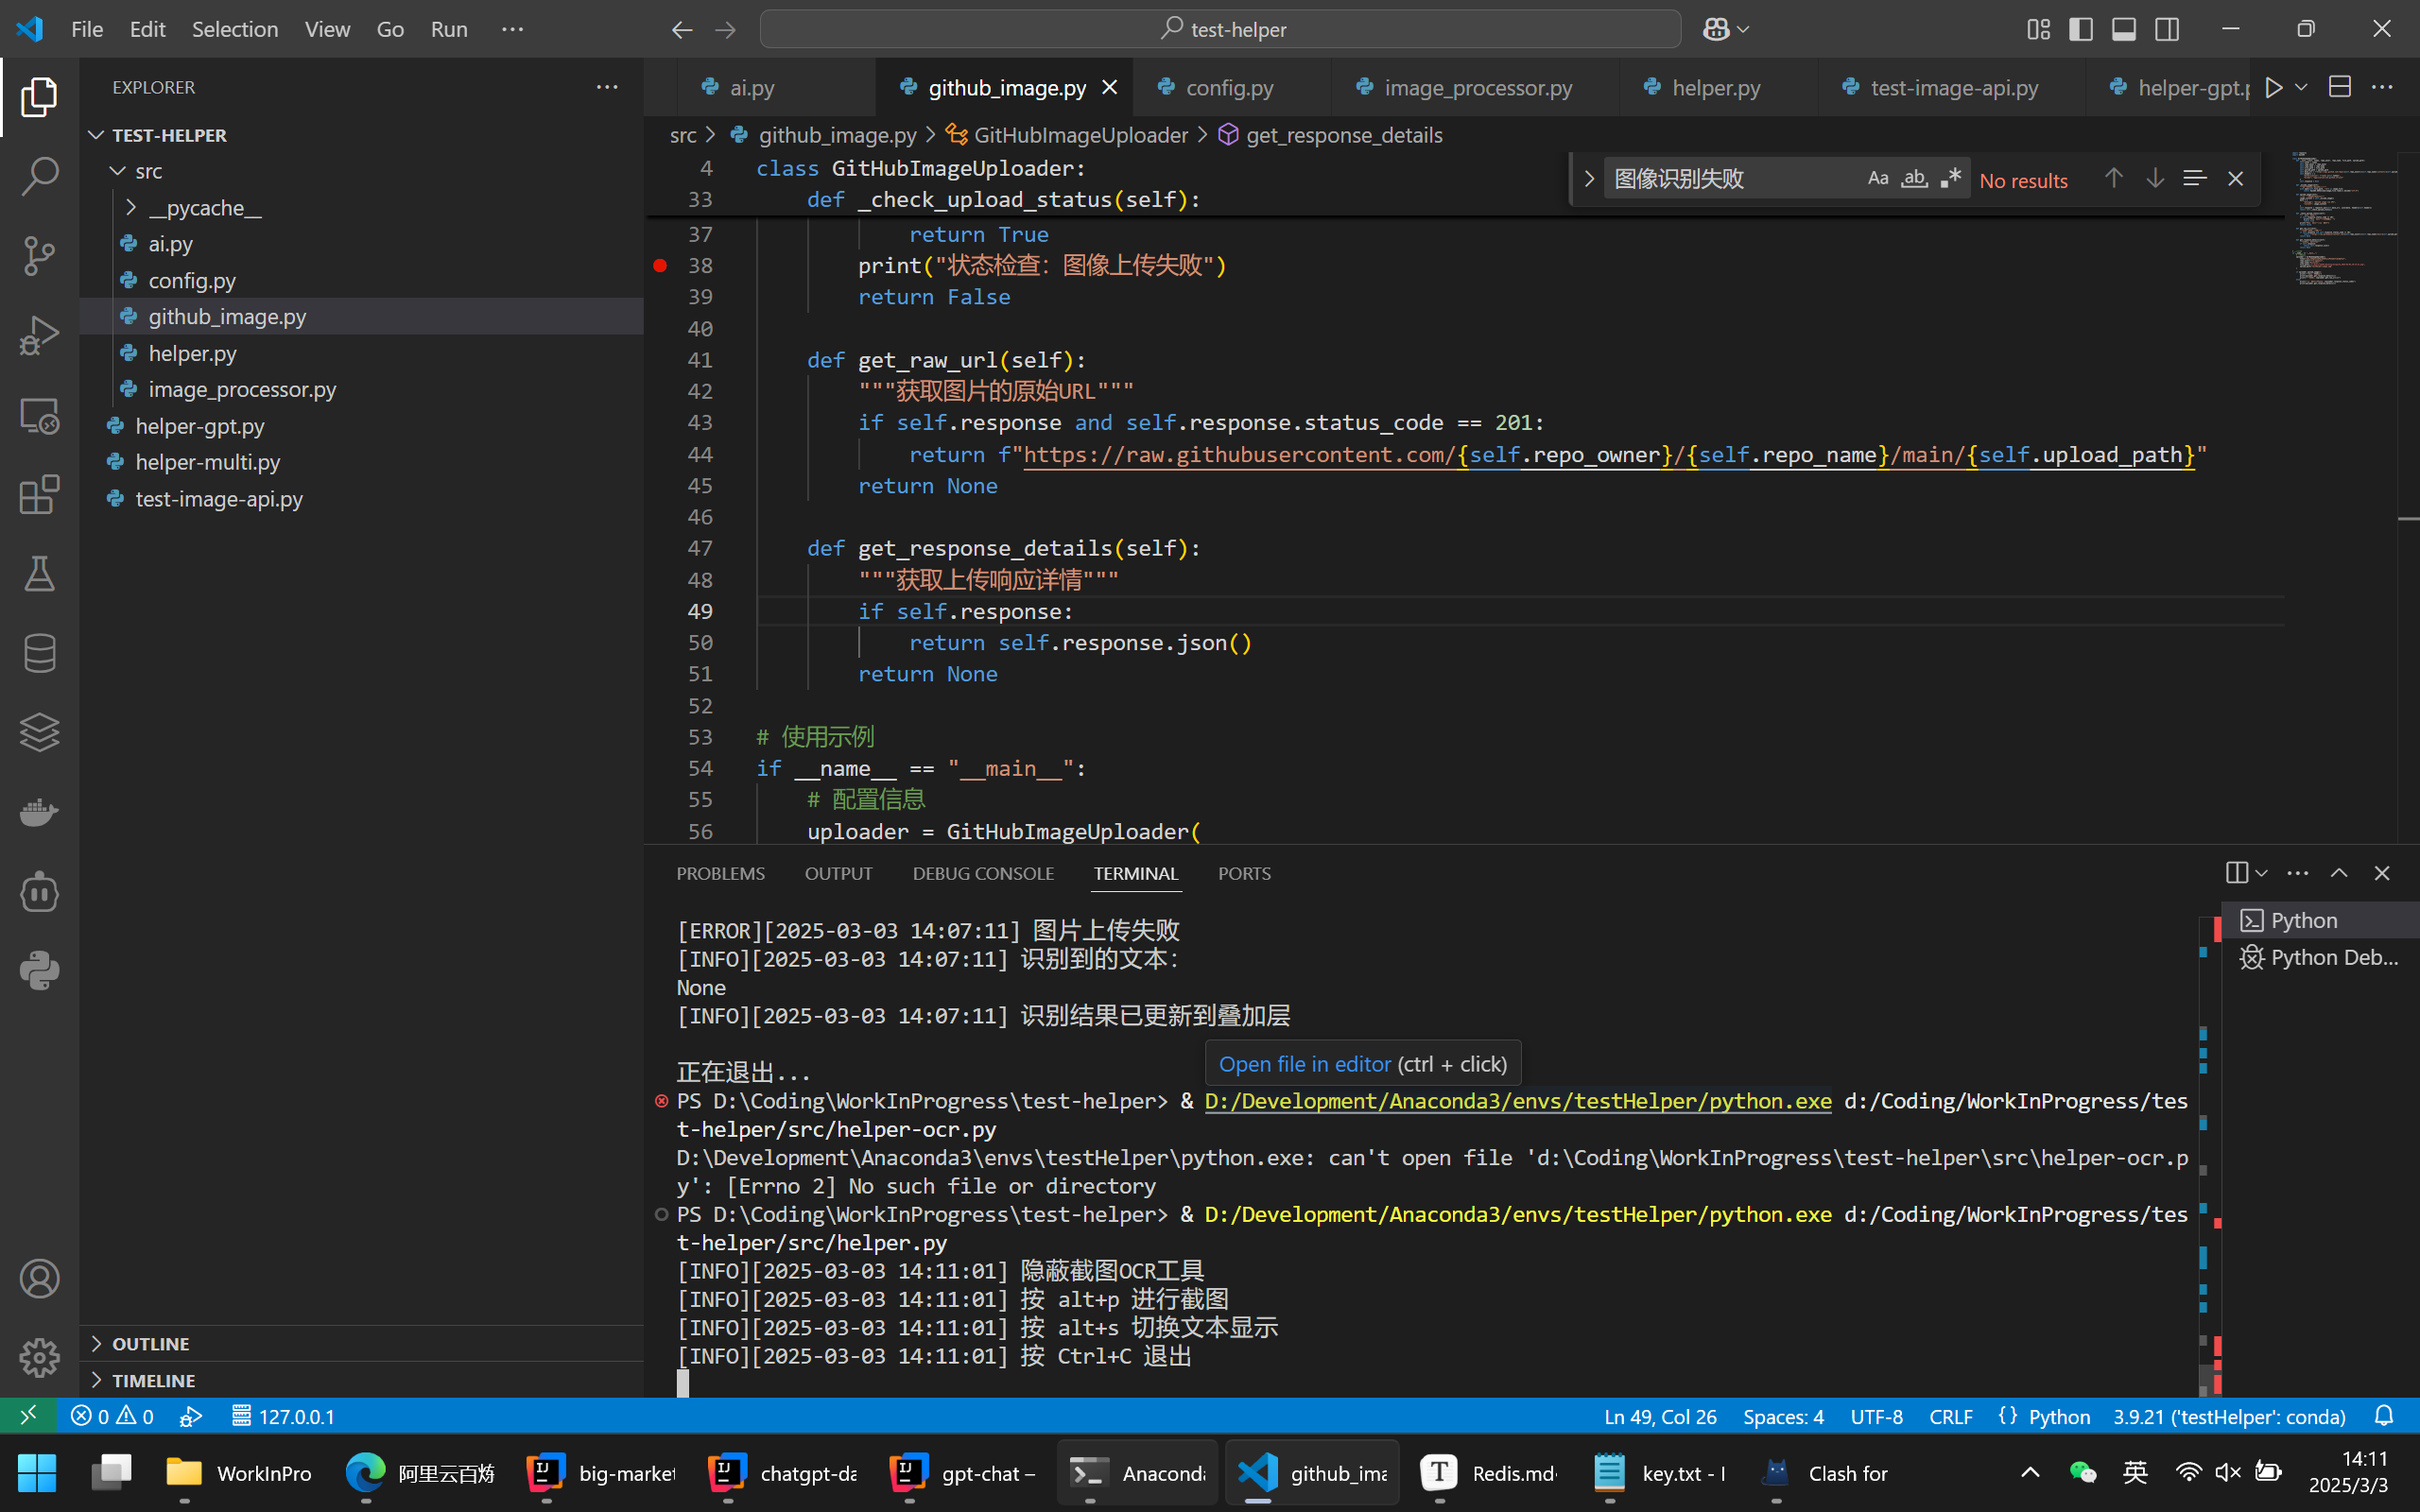 File Edit Selection View Go Run ···
test-helper
EXPLORER
TEST-HELPER
src
__pycache__
ai.py
config.py
github_image.py
helper.py
image_processor.py
helper-gpt.py
helper-multi.py
test-image-api.py
OUTLINE
TIMELINE
ai.py github_image.py config.py image_processor.py helper.py test-image-api.py helper-gpt.p
src > github_image.py > GitHubImageUploader > get_response_details
图像识别失败 Aa ab No results
4 class GitHubImageUploader:
33 def _check_upload_status(self):
37 return True
38 print("状态检查：图像上传失败")
39 return False
40
41 def get_raw_url(self):
42 """获取图片的原始URL"""
43 if self.response and self.response.status_code == 201:
44 return f"https://raw.githubusercontent.com/{self.repo_owner}/{self.repo_name}/main/{self.upload_path}"
45 return None
46
47 def get_response_details(self):
48 """获取上传响应详情"""
49 if self.response:
50 return self.response.json()
51 return None
52
53 # 使用示例
54 if __name__ == "__main__":
55 # 配置信息
56 uploader = GitHubImageUploader(
PROBLEMS OUTPUT DEBUG CONSOLE TERMINAL PORTS
[ERROR][2025-03-03 14:07:11] 图片上传失败
[INFO][2025-03-03 14:07:11] 识别到的文本：
None
[INFO][2025-03-03 14:07:11] 识别结果已更新到叠加层
Open file in editor (ctrl + click)
正在退出...
PS D:\Coding\WorkInProgress\test-helper> & D:/Development/Anaconda3/envs/testHelper/python.exe d:/Coding/WorkInProgress/tes
t-helper/src/helper-ocr.py
D:\Development\Anaconda3\envs\testHelper\python.exe: can't open file 'd:\Coding\WorkInProgress\test-helper\src\helper-ocr.p
y': [Errno 2] No such file or directory
PS D:\Coding\WorkInProgress\test-helper> & D:/Development/Anaconda3/envs/testHelper/python.exe d:/Coding/WorkInProgress/tes
t-helper/src/helper.py
[INFO][2025-03-03 14:11:01] 隐蔽截图OCR工具
[INFO][2025-03-03 14:11:01] 按 alt+p 进行截图
[INFO][2025-03-03 14:11:01] 按 alt+s 切换文本显示
[INFO][2025-03-03 14:11:01] 按 Ctrl+C 退出
Python
Python Deb...
0 0 127.0.0.1 Ln 49, Col 26 Spaces: 4 UTF-8 CRLF {} Python 3.9.21 ('testHelper': conda)
WorkInPro 阿里云百炼 big-market chatgpt-da gpt-chat – Anaconda github_ima Redis.md· key.txt - Clash for 英 14:11
2025/3/3